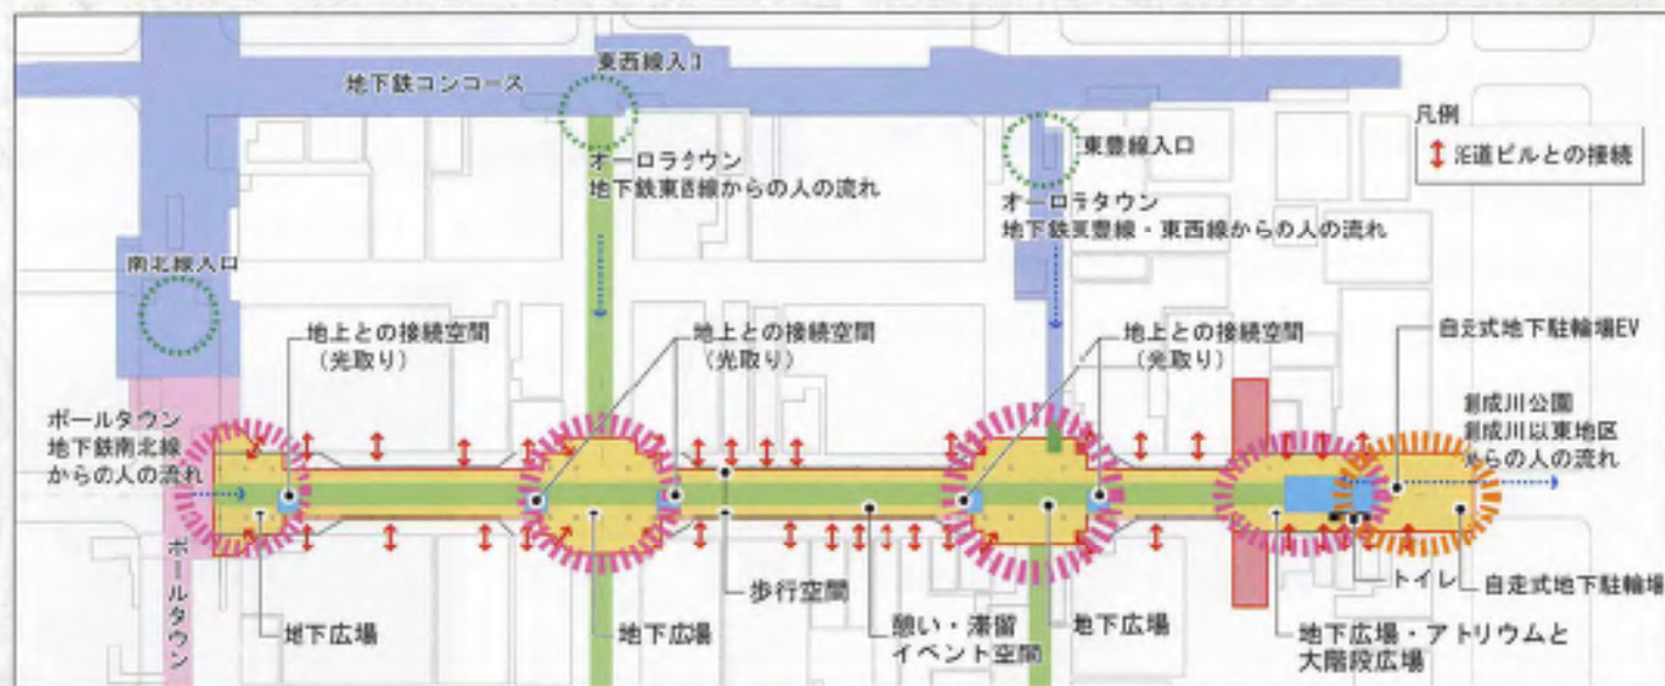 東西線入口
地下鉄コンコース
凡例
沿道ビルとの接続
東豊線入口
オーロラタウン
地下鉄東西線からの人の流れ
オーロラタウン
地下鉄東豊線・東西線からの人の流れ
南北線入口
地上との接続空間
(光取り)
地上との接続空間
(光取り)
地上との接続空間
(光取り)
自走式地下駐輪場EV
ポールタウン
地下鉄南北線
からの人の流れ
創成川公園
創成川以東地区
からの人の流れ
ポールタウン
歩行空間
トイレ
自走式地下駐輪場
地下広場
地下広場
憩い・滞留
イベント空間
地下広場
地下広場・アトリウムと
大階段広場